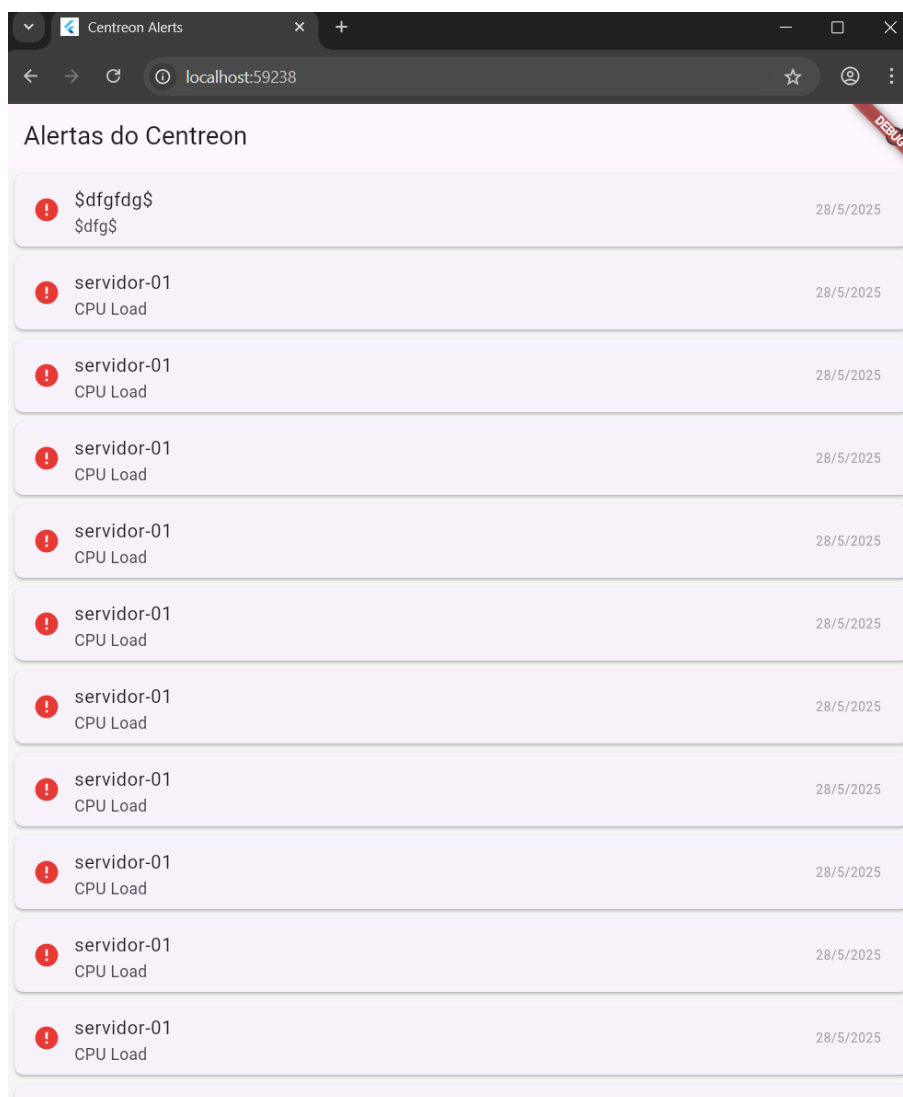 Centreon Alerts
localhost:59238
Alertas do Centreon
DEBUG
$dfgfdg$
$dfg$
28/5/2025
servidor-01
CPU Load
28/5/2025
servidor-01
CPU Load
28/5/2025
servidor-01
CPU Load
28/5/2025
servidor-01
CPU Load
28/5/2025
servidor-01
CPU Load
28/5/2025
servidor-01
CPU Load
28/5/2025
servidor-01
CPU Load
28/5/2025
servidor-01
CPU Load
28/5/2025
servidor-01
CPU Load
28/5/2025
servidor-01
CPU Load
28/5/2025